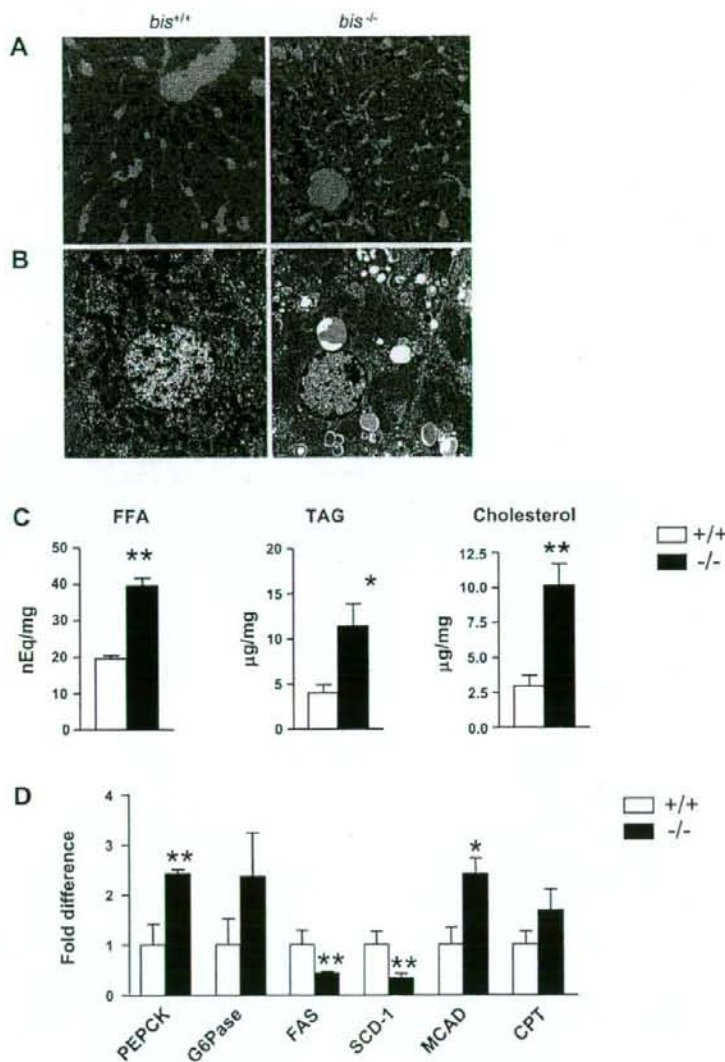 bis+/+ bis-/-
A
B
C
FFA
TAG
Cholesterol
+/+
-/-
**
*
**
nEq/mg
50
40
30
20
10
0
µg/mg
20
15
10
5
0
µg/mg
12.5
10.0
7.5
5.0
2.5
0.0
D
+/+
-/-
Fold difference
4
3
2
1
0
**
**
**
*
PEPCK
G6Pase
FAS
SCD-1
MCAD
CPT